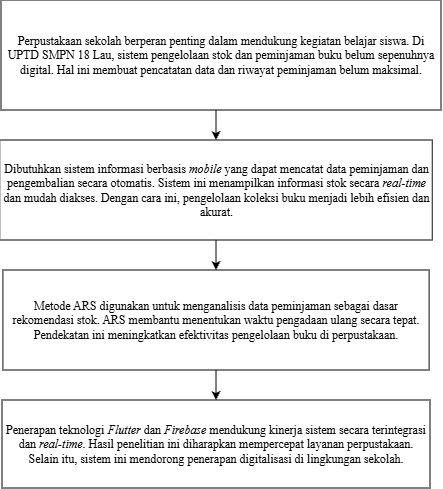 Perpustakaan sekolah berperan penting dalam mendukung kegiatan belajar siswa. Di
UPTD SMPN 18 Lau, sistem pengelolaan stok dan peminjaman buku belum sepenuhnya
digital. Hal ini membuat pencatatan data dan riwayat peminjaman belum maksimal.
Dibutuhkan sistem informasi berbasis mobile yang dapat mencatat data peminjaman dan
pengembalian secara otomatis. Sistem ini menampilkan informasi stok secara real-time
dan mudah diakses. Dengan cara ini, pengelolaan koleksi buku menjadi lebih efisien dan
akurat.
Metode ARS digunakan untuk menganalisis data peminjaman sebagai dasar
rekomendasi stok. ARS membantu menentukan waktu pengadaan ulang secara tepat.
Pendekatan ini meningkatkan efektivitas pengelolaan buku di perpustakaan.
Penerapan teknologi Flutter dan Firebase mendukung kinerja sistem secara terintegrasi
dan real-time. Hasil penelitian ini diharapkan mempercepat layanan perpustakaan.
Selain itu, sistem ini mendorong penerapan digitalisasi di lingkungan sekolah.